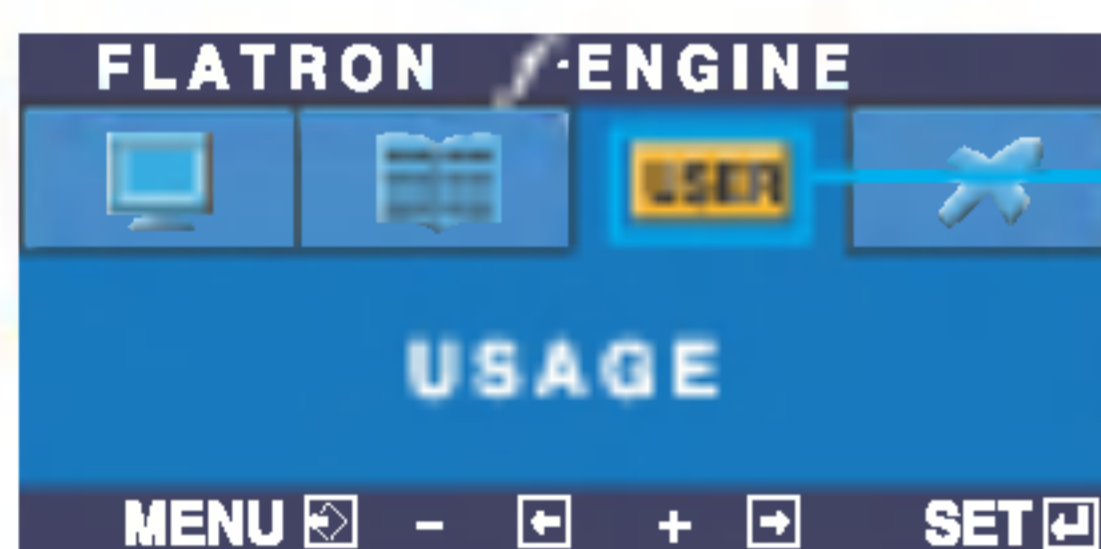 FLATRON f-ENGINE
USER
USAGE
MENU - + SET